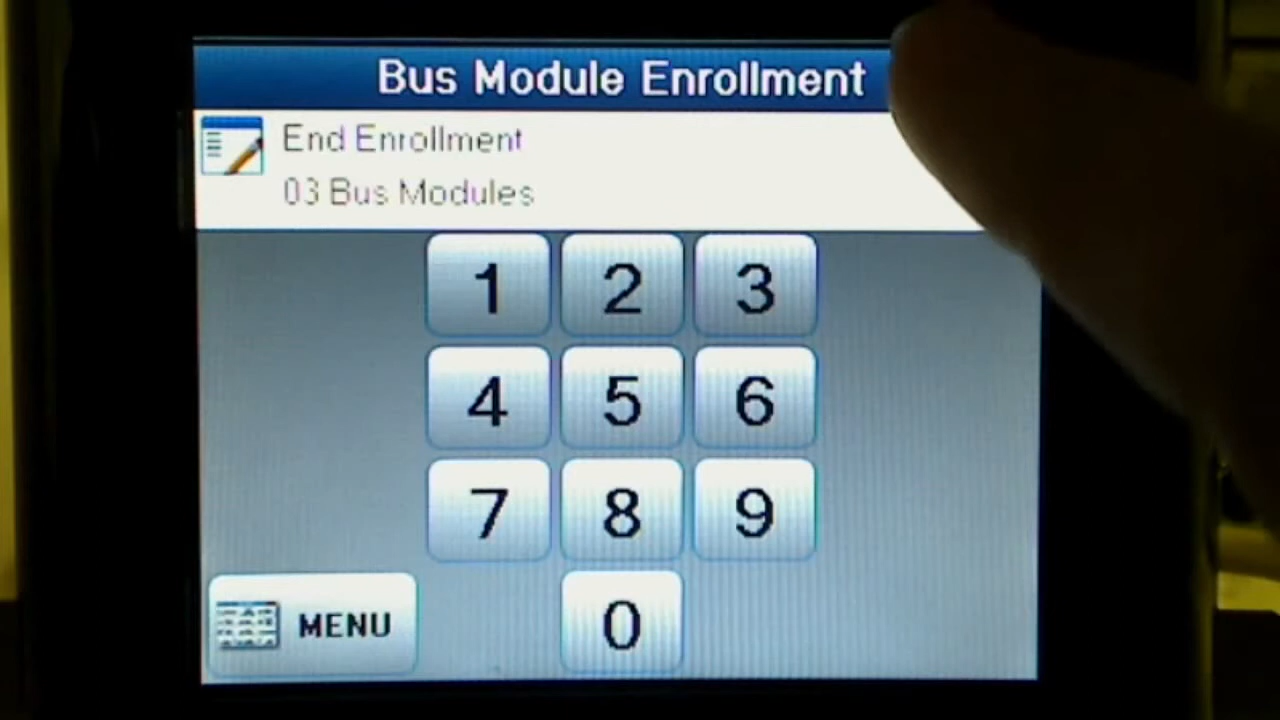 Bus Module Enrollment
End Enrollment
03 Bus Modules
1 2 3
4 5 6
7 8 9
MENU 0